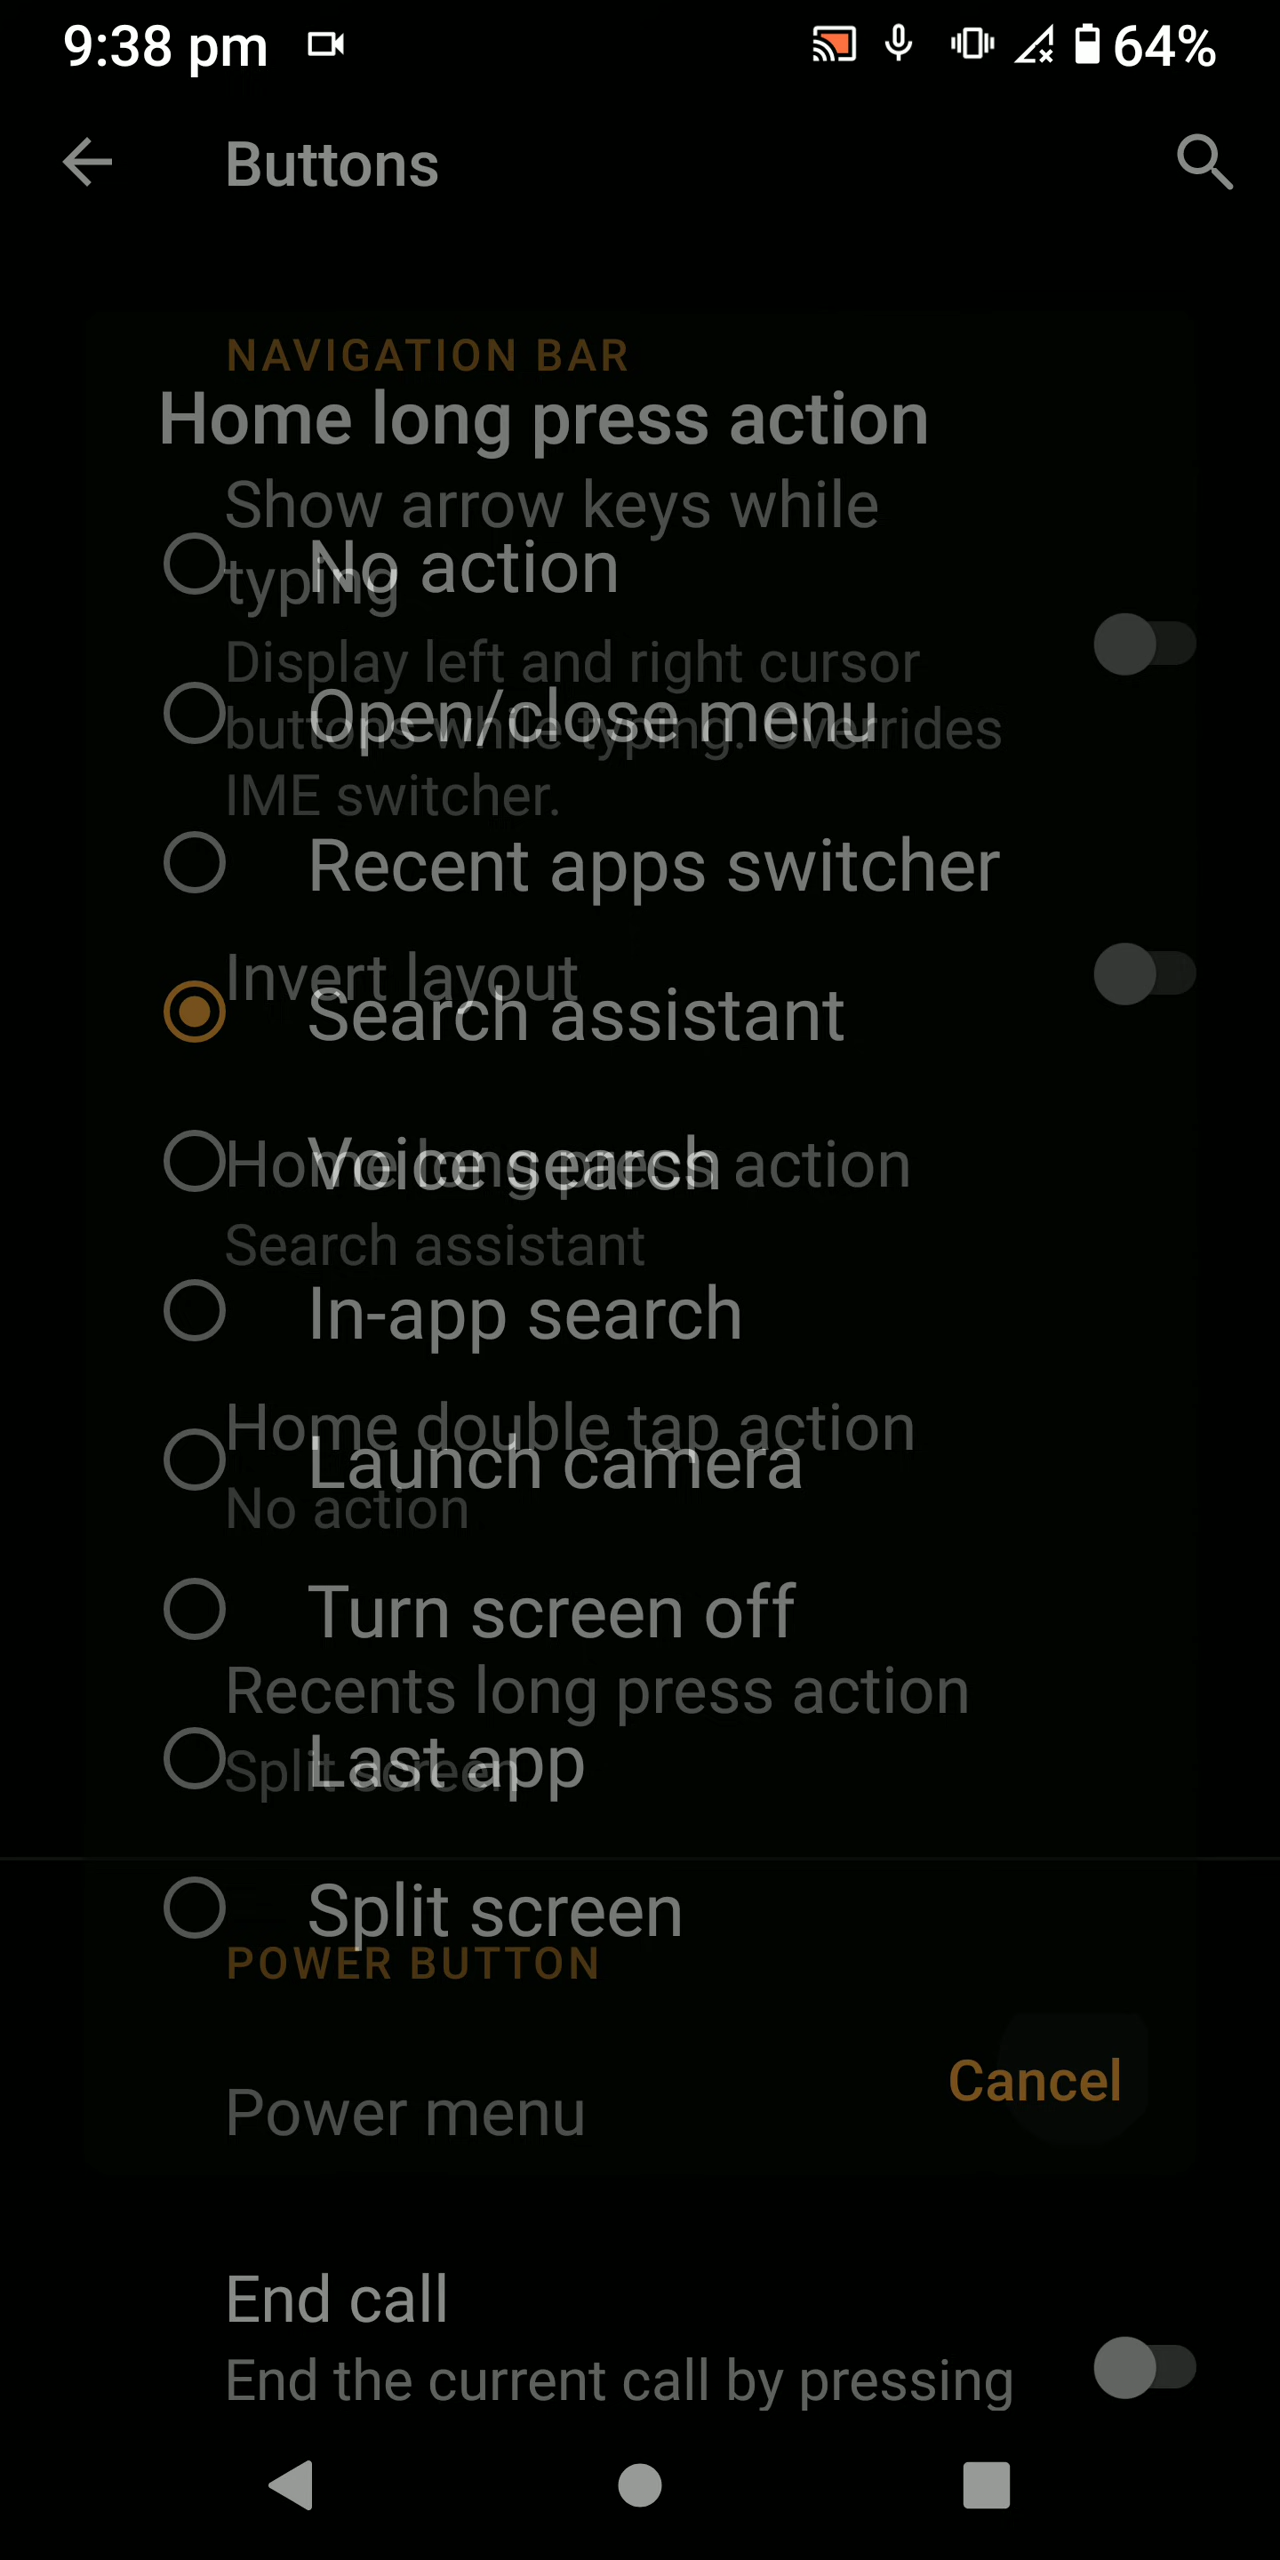 9:38 pm
64%
Buttons
NAVIGATION BAR
Home long press action
Show arrow keys while
typing
No action
Display left and right cursor
buttons while typing. Overrides
Open/close menu
IME switcher.
Recent apps switcher
Invert layout
Search assistant
Home long press action
Voice search
Search assistant
In-app search
Home double tap action
Launch camera
No action
Turn screen off
Recents long press action
Split screen
Last app
Split screen
POWER BUTTON
Cancel
Power menu
End call
End the current call by pressing